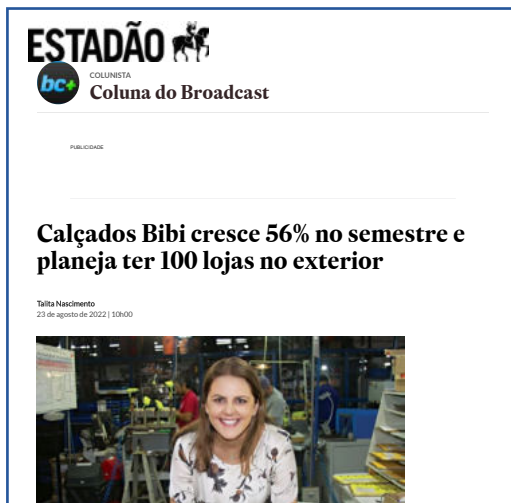 ESTADÃO
bc+
COLUNISTA
Coluna do Broadcast
PUBLICIDADE
Calçados Bibi cresce 56% no semestre e
planeja ter 100 lojas no exterior
Talita Nascimento
23 de agosto de 2022 | 10h00